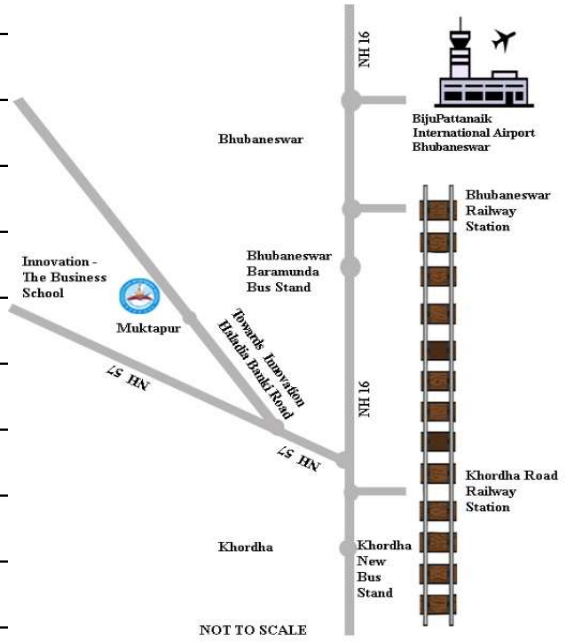 NH 16
BijuPattanaik
International Airport
Bhubaneswar
Bhubaneswar
Bhubaneswar
Railway
Station
Bhubaneswar
Baramunda
Bus Stand
Innovation -
The Business
School
Muktapur
Towards Innovation
Haladia Banki Road
NH 57
NH 16
NH 57
Khordha Road
Railway
Station
Khordha
Khordha
New
Bus
Stand
NOT TO SCALE